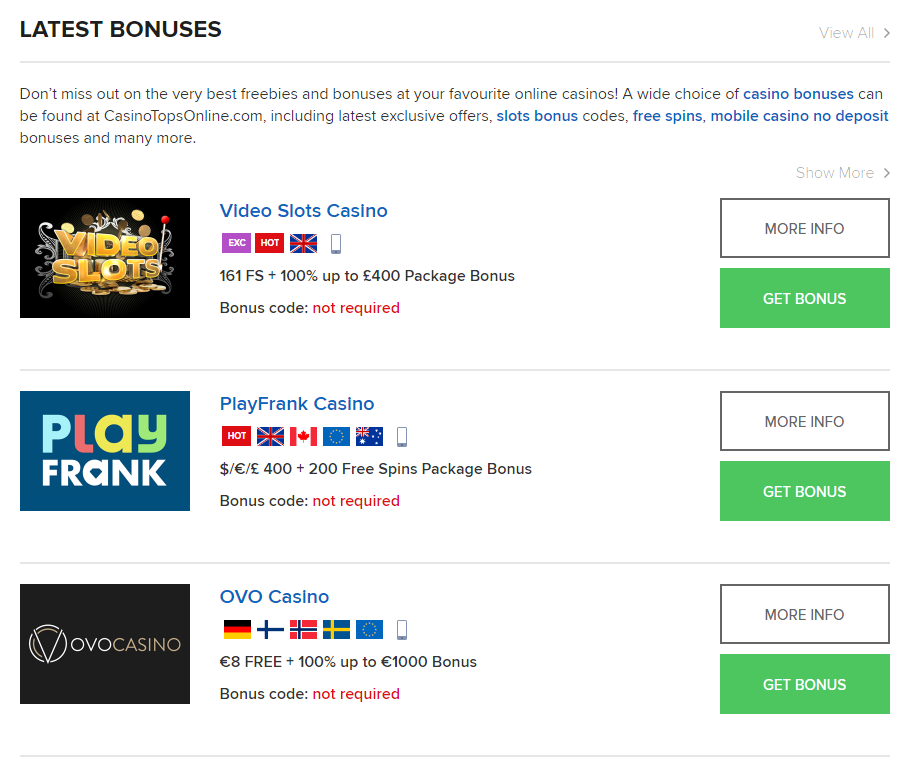 LATEST BONUSES
View All
Don't miss out on the very best freebies and bonuses at your favourite online casinos! A wide choice of casino bonuses can
be found at CasinoTopsOnline.com, including latest exclusive offers, slots bonus codes, free spins, mobile casino no deposit
bonuses and many more.
Show More
VIDEO
SLOTS
Video Slots Casino
EXC HOT
161 FS + 100% up to £400 Package Bonus
Bonus code: not required
MORE INFO
GET BONUS
PLAY
FRANK
PlayFrank Casino
HOT
$/€/£ 400 + 200 Free Spins Package Bonus
Bonus code: not required
MORE INFO
GET BONUS
OVOCASINO
OVO Casino
€8 FREE + 100% up to €1000 Bonus
Bonus code: not required
MORE INFO
GET BONUS